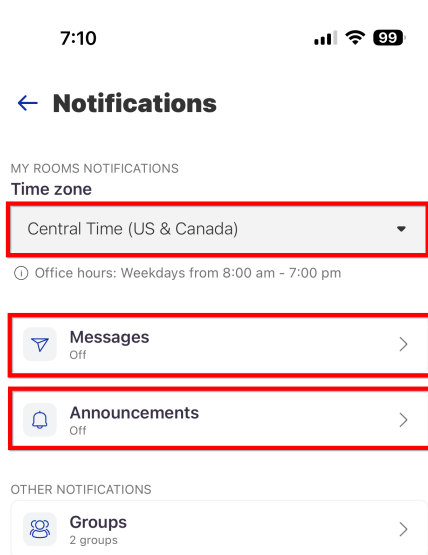 7:10
99
Notifications
MY ROOMS NOTIFICATIONS
Time zone
Central Time (US & Canada)
Office hours: Weekdays from 8:00 am - 7:00 pm
Messages
Off
Announcements
Off
OTHER NOTIFICATIONS
Groups
2 groups